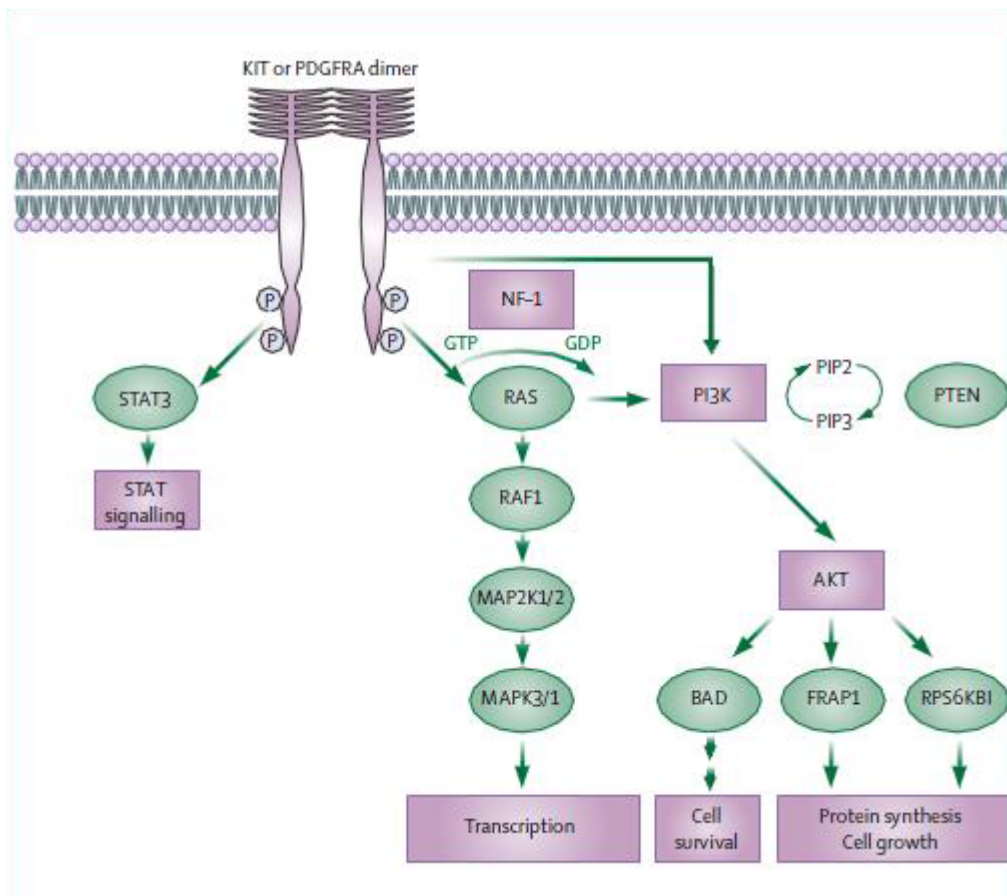 KIT or PDGFRA dimer
P
P
P
P
NF–1
GTP
GDP
STAT3
RAS
PI3K
PIP2
PIP3
PTEN
STAT
signalling
RAF1
MAP2K1/2
AKT
MAPK3/1
BAD
FRAP1
RPS6KBI
Transcription
Cell
survival
Protein synthesis
Cell growth